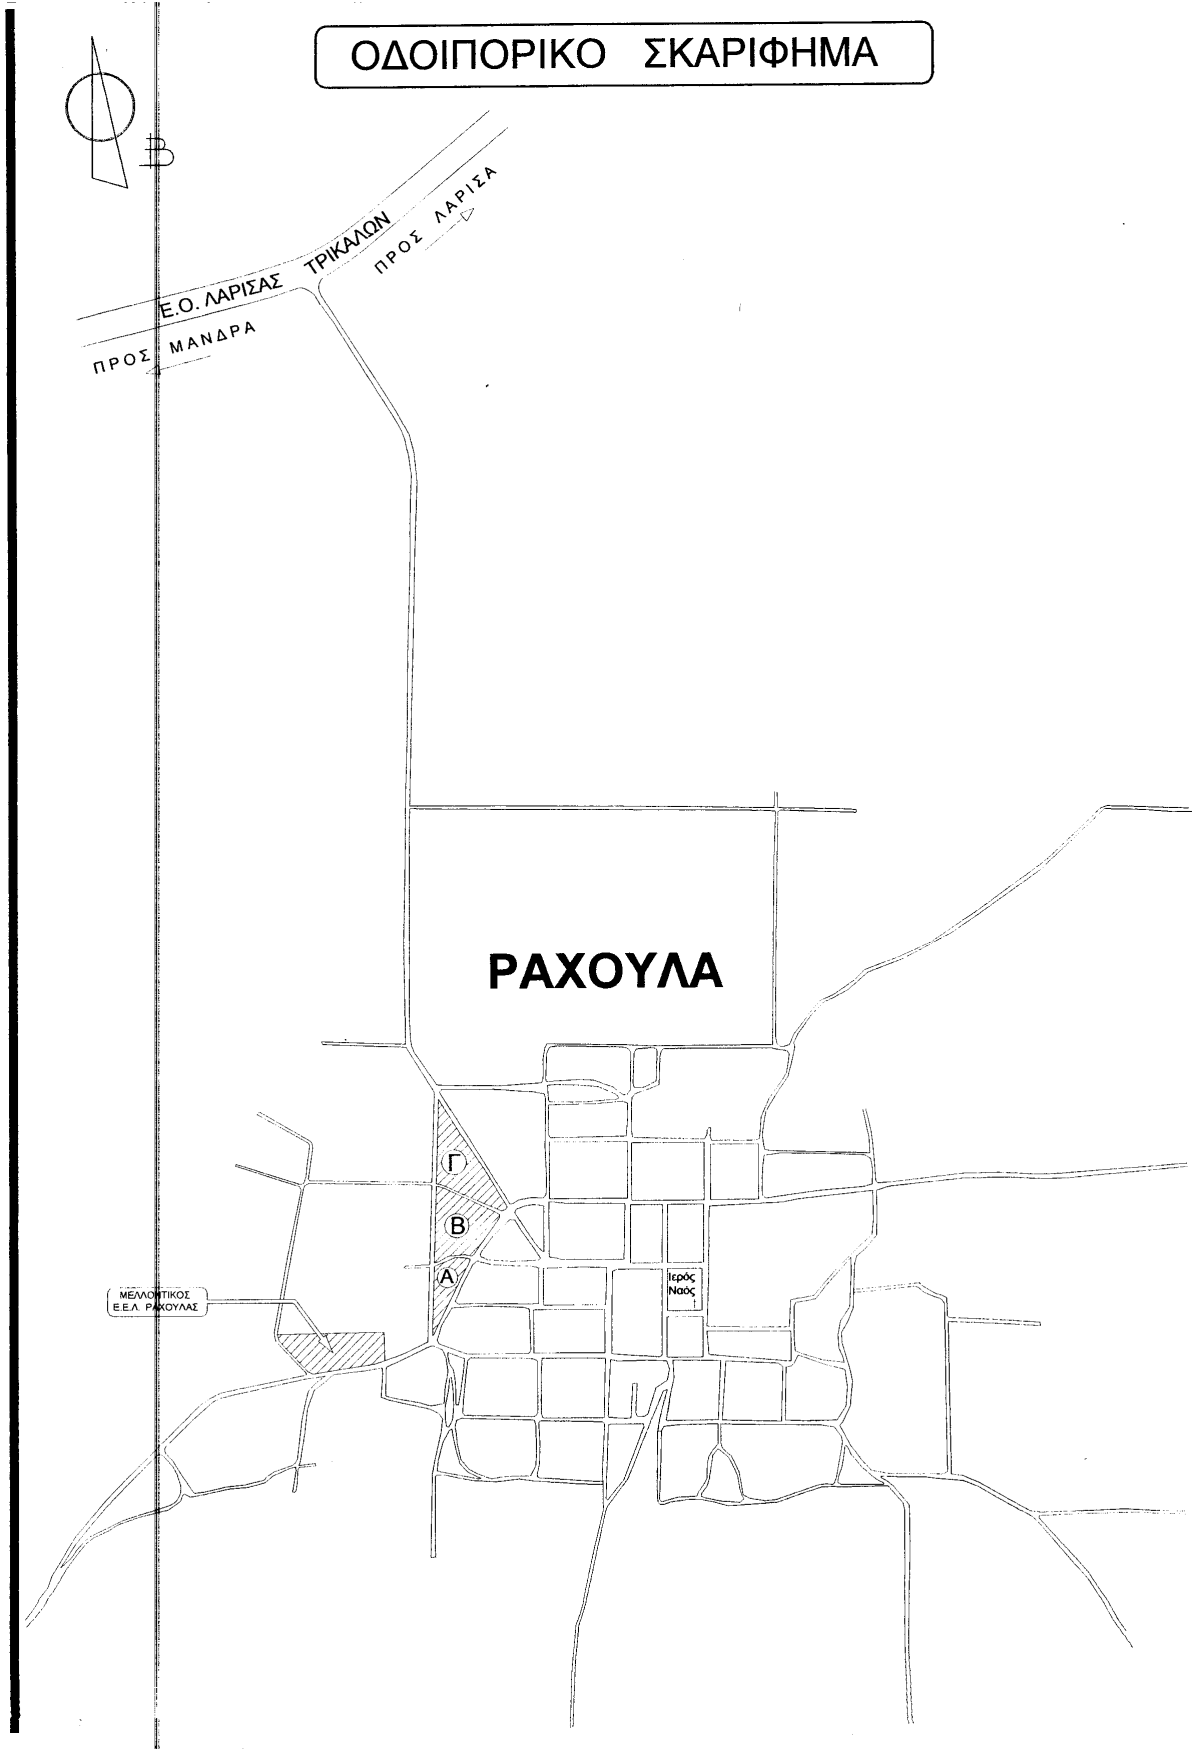 ΟΔΟΙΠΟΡΙΚΟ ΣΚΑΡΙΦΗΜΑ
Β
Ε.Ο. ΛΑΡΙΣΑΣ ΤΡΙΚΑΛΩΝ
ΠΡΟΣ ΛΑΡΙΣΑ
ΠΡΟΣ ΜΑΝΔΡΑ
ΡΑΧΟΥΛΑ
Γ
Β
Α
Ιερός
Ναός
ΜΕΛΛΟΝΤΙΚΟΣ
Ε.Ε.Λ. ΡΑΧΟΥΛΑΣ